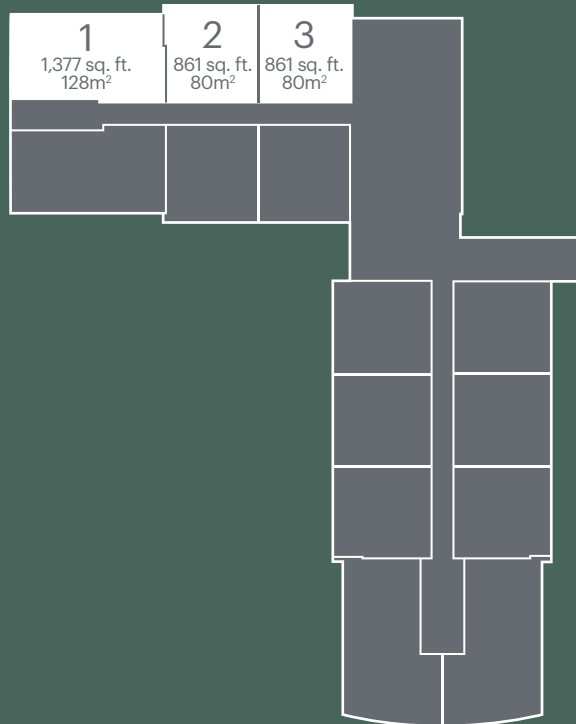 1
1,377 sq. ft.
128m²
2
861 sq. ft.
80m²
3
861 sq. ft.
80m²